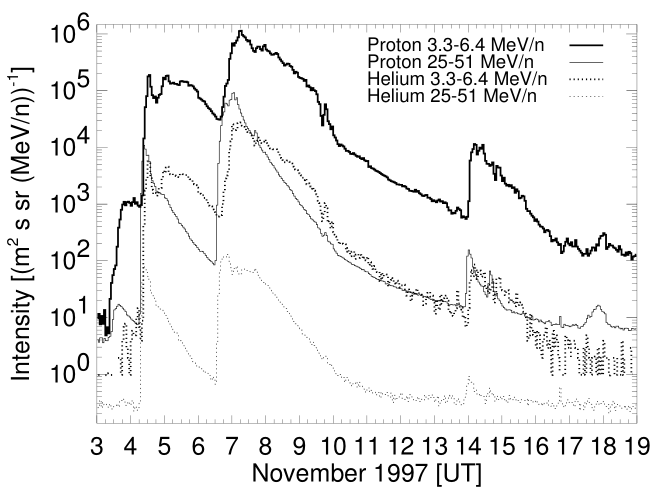 10^6
10^5
10^4
10^3
10^2
10^1
10^0
Intensity [(m^2 s sr (MeV/n))^-1]
Proton 3.3-6.4 MeV/n
Proton 25-51 MeV/n
Helium 3.3-6.4 MeV/n
Helium 25-51 MeV/n
3 4 5 6 7 8 9 10 11 12 13 14 15 16 17 18 19
November 1997 [UT]